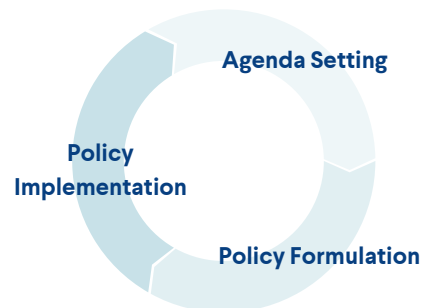 Agenda Setting
Policy
Implementation
Policy Formulation